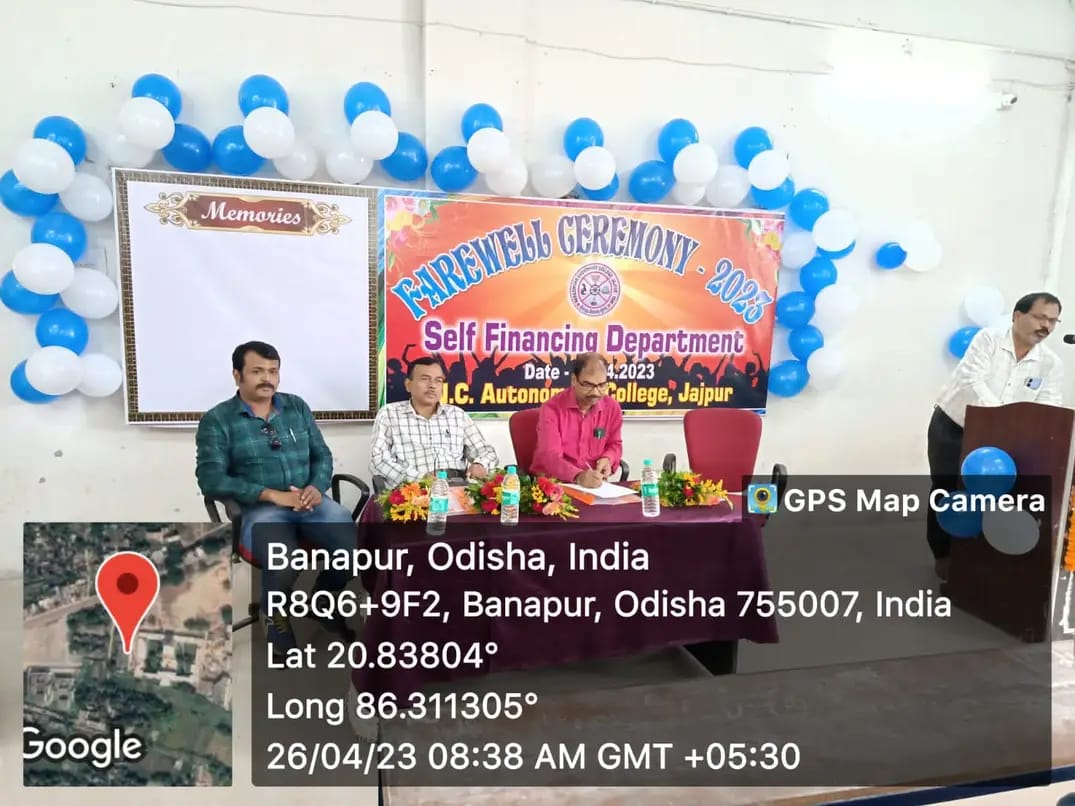 Memories
FAREWELL CEREMONY - 2023
Self Financing Department
Date - 4.2023
.C. College, Jajpur
GPS Map Camera
Banapur, Odisha, India
R8Q6+9F2, Banapur, Odisha 755007, India
Lat 20.83804°
Long 86.311305°
26/04/23 08:38 AM GMT +05:30
Google